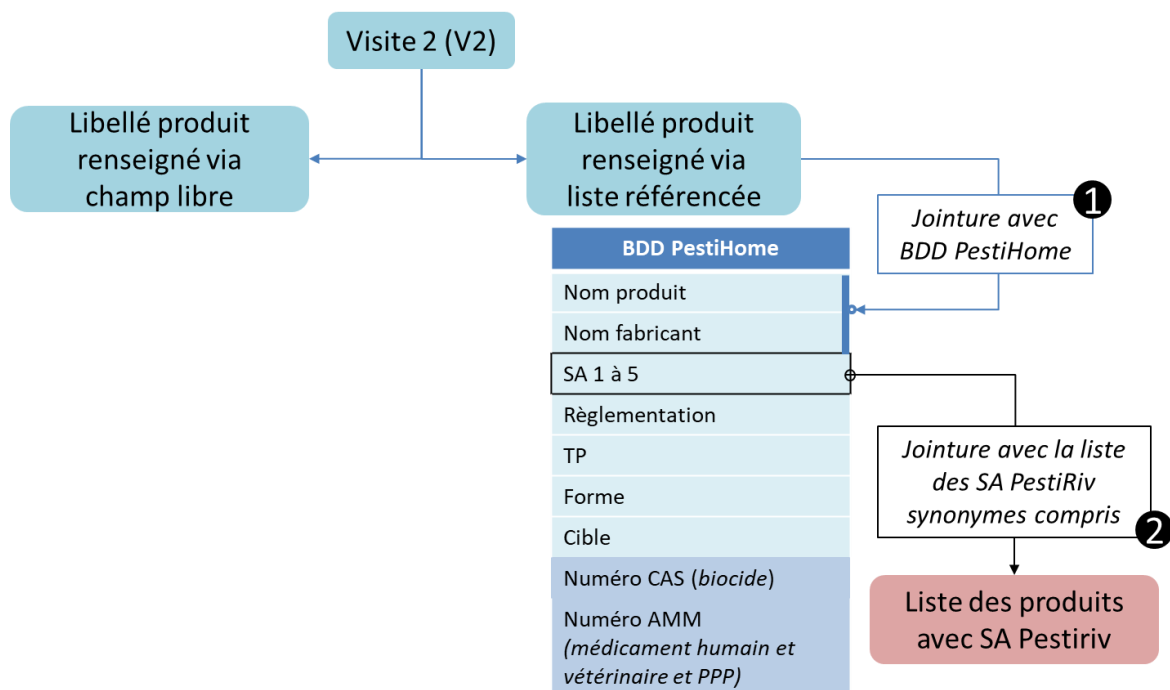 Visite 2 (V2)
Libellé produit
renseigné via
champ libre
Libellé produit
renseigné via
liste référencée
1
Jointure avec
BDD PestiHome
BDD PestiHome
Nom produit
Nom fabricant
SA 1 à 5
Règlementation
TP
Forme
Cible
Numéro CAS (biocide)
Numéro AMM
(médicament humain et
vétérinaire et PPP)
Jointure avec la liste
des SA PestiRiv
synonymes compris
2
Liste des produits
avec SA Pestiriv